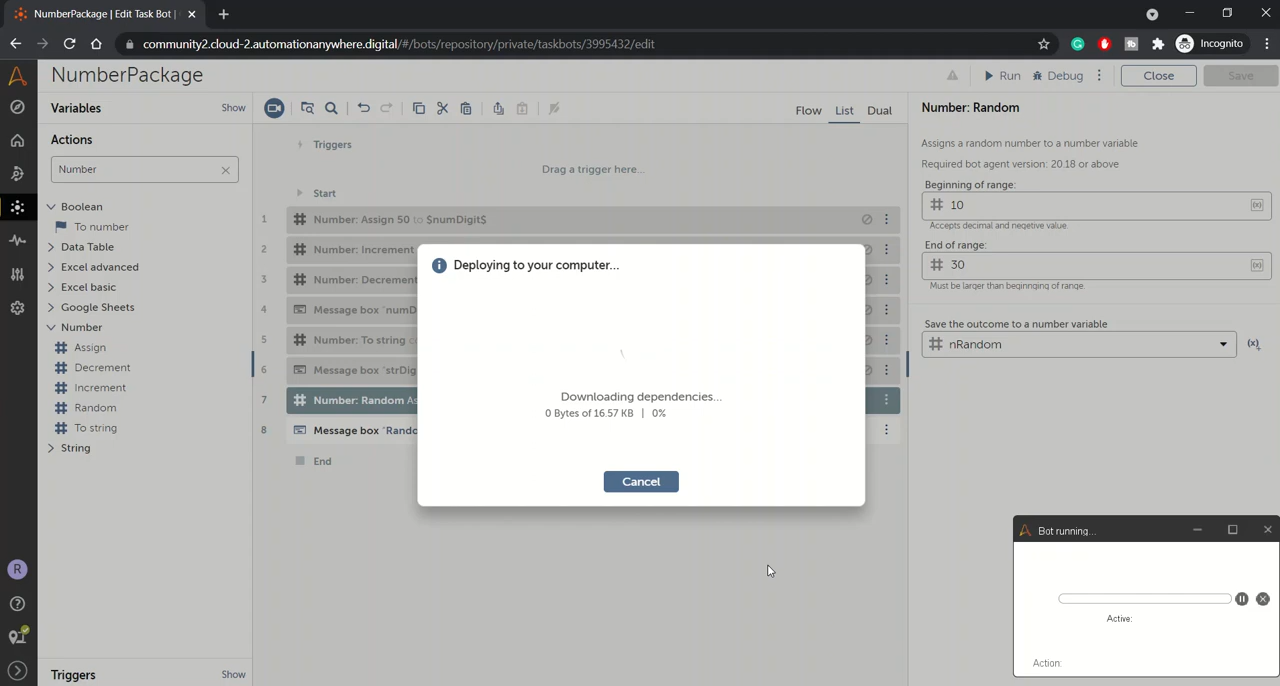 NumberPackage | Edit Task Bot |
community2.cloud-2.automationanywhere.digital/#/bots/repository/private/taskbots/3995432/edit
Incognito
NumberPackage
Run
Debug
Close
Save
Variables
Show
Flow
List
Dual
Number: Random
Actions
Number
Triggers
Drag a trigger here...
Start
Assigns a random number to a number variable
Required bot agent version: 20.18 or above
Beginning of range:
10
Accepts decimal and negetive value.
End of range:
30
Must be larger than beginnging of range.
Save the outcome to a number variable
nRandom
Boolean
To number
Data Table
Excel advanced
Excel basic
Google Sheets
Number
Assign
Decrement
Increment
Random
To string
String
1 Number: Assign 50 to $numDigit$
2 Number: Increment
3 Number: Decrement
4 Message box "numD
5 Number: To string co
6 Message box "strDig
7 Number: Random As
8 Message box "Rando
End
Deploying to your computer...
Downloading dependencies...
0 Bytes of 16.57 KB | 0%
Cancel
Bot running...
Active:
Action:
R
Triggers
Show